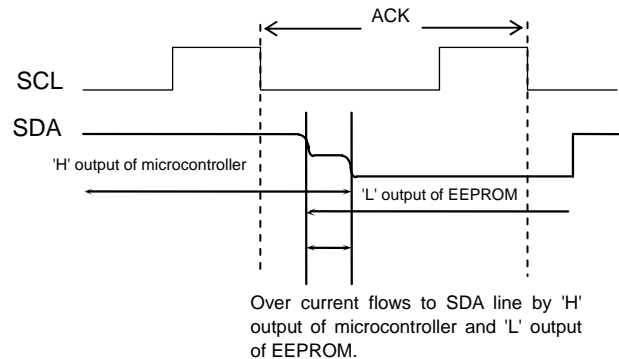 ACK
SCL
SDA
'H' output of microcontroller
'L' output of EEPROM
Over current flows to SDA line by 'H'
output of microcontroller and 'L' output
of EEPROM.